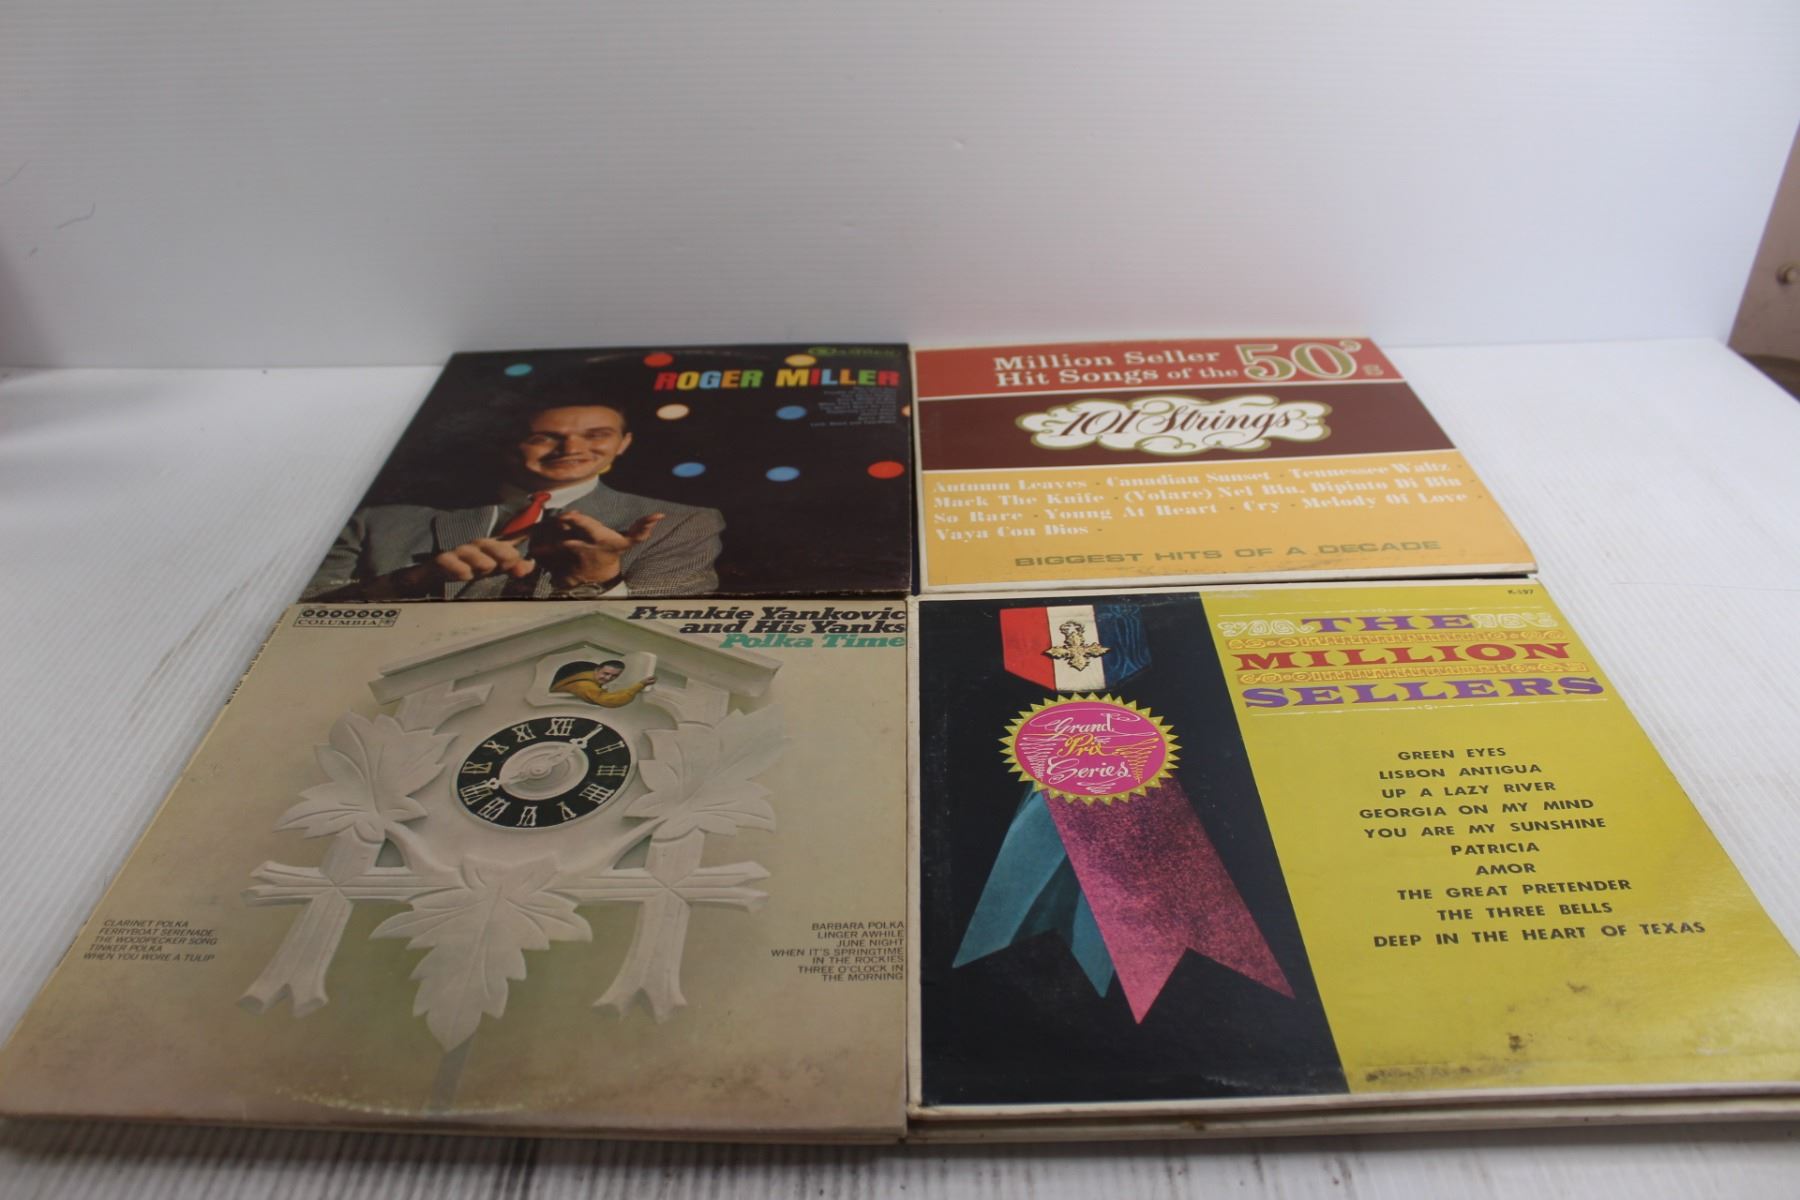 ROGER MILLER
Million Seller
Hit Songs of the 50's
101 Strings
Autumn Leaves · Canadian Sunset · Tennessee Waltz ·
Mack The Knife · (Volare) Nel Blu, Dipinto Di Blu ·
So Rare · Young At Heart · Cry · Melody Of Love ·
Vaya Con Dios ·
BIGGEST HITS OF A DECADE
HARMONY
COLUMBIA
Frankie Yankovic
and His Yanks
Polka Time
CLARINET POLKA
FERRYBOAT SERENADE
THE WOODPECKER SONG
TINKER POLKA
WHEN YOU WORE A TULIP
BARBARA POLKA
LINGER AWHILE
JUNE NIGHT
WHEN IT'S SPRINGTIME
IN THE ROCKIES
THREE O'CLOCK IN
THE MORNING
K-197
THE
MILLION
SELLERS
Grand
Prix
Series
GREEN EYES
LISBON ANTIGUA
UP A LAZY RIVER
GEORGIA ON MY MIND
YOU ARE MY SUNSHINE
PATRICIA
AMOR
THE GREAT PRETENDER
THE THREE BELLS
DEEP IN THE HEART OF TEXAS